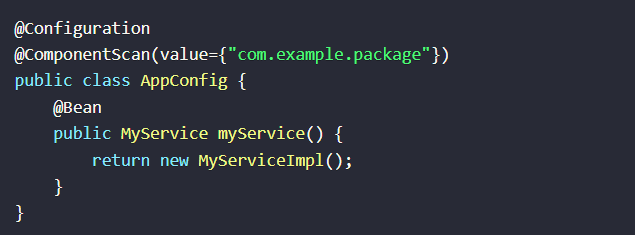 @Configuration
@ComponentScan(value={"com.example.package"})
public class AppConfig {
    @Bean
    public MyService myService() {
        return new MyServiceImpl();
    }
}